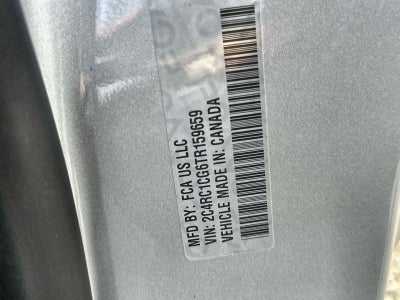 MFD BY: FCA US LLC
VIN: 2C4RC1CG6TR159659
VEHICLE MADE IN: CANADA